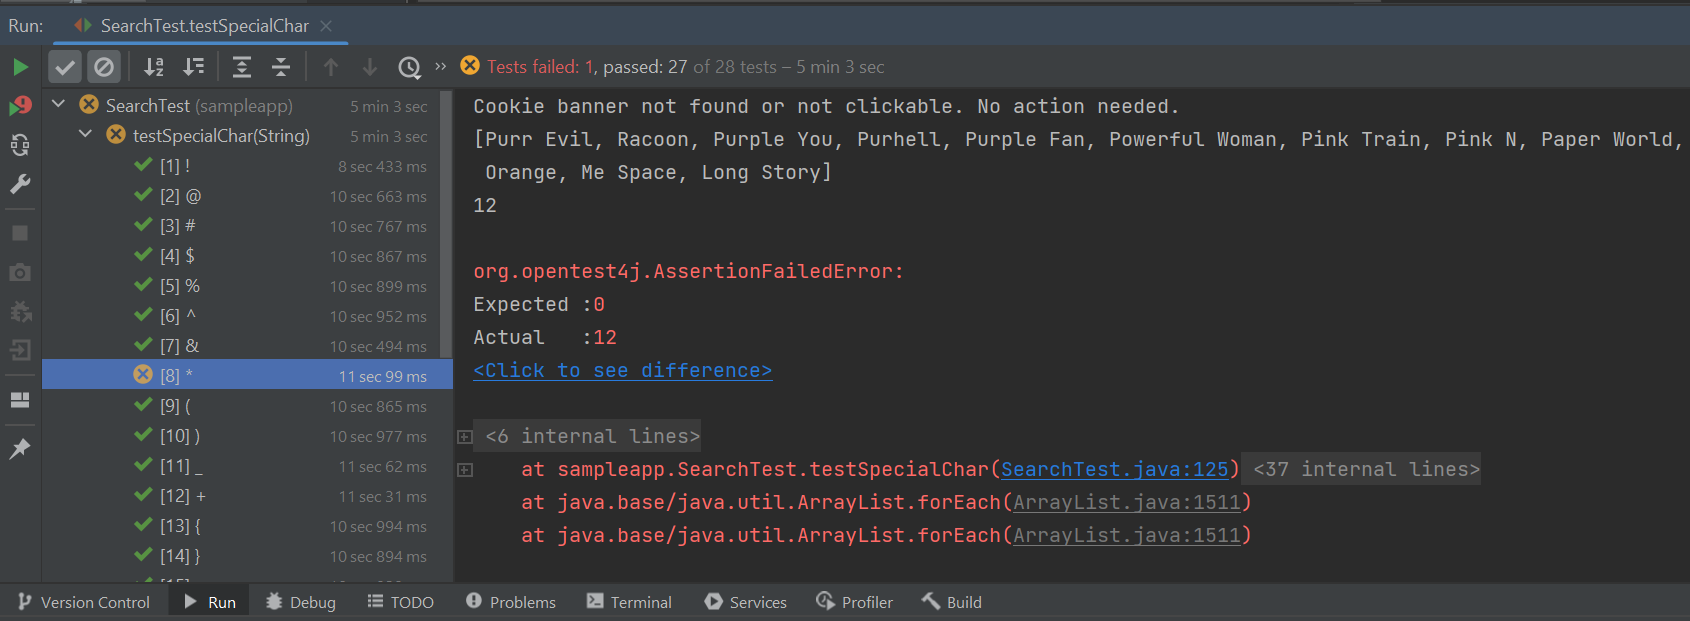 Run: SearchTest.testSpecialChar
Tests failed: 1, passed: 27 of 28 tests – 5 min 3 sec
SearchTest (sampleapp) 5 min 3 sec
testSpecialChar(String) 5 min 3 sec
[1] ! 8 sec 433 ms
[2] @ 10 sec 663 ms
[3] # 10 sec 767 ms
[4] $ 10 sec 867 ms
[5] % 10 sec 899 ms
[6] ^ 10 sec 952 ms
[7] & 10 sec 494 ms
[8] * 11 sec 99 ms
[9] ( 10 sec 865 ms
[10] ) 10 sec 977 ms
[11] _ 11 sec 62 ms
[12] + 11 sec 31 ms
[13] { 10 sec 994 ms
[14] } 10 sec 894 ms
Cookie banner not found or not clickable. No action needed.
[Purr Evil, Racoon, Purple You, Purhell, Purple Fan, Powerful Woman, Pink Train, Pink N, Paper World,
Orange, Me Space, Long Story]
12
org.opentest4j.AssertionFailedError:
Expected :0
Actual :12
<Click to see difference>
<6 internal lines>
at sampleapp.SearchTest.testSpecialChar(SearchTest.java:125) <37 internal lines>
at java.base/java.util.ArrayList.forEach(ArrayList.java:1511)
at java.base/java.util.ArrayList.forEach(ArrayList.java:1511)
Version Control Run Debug TODO Problems Terminal Services Profiler Build